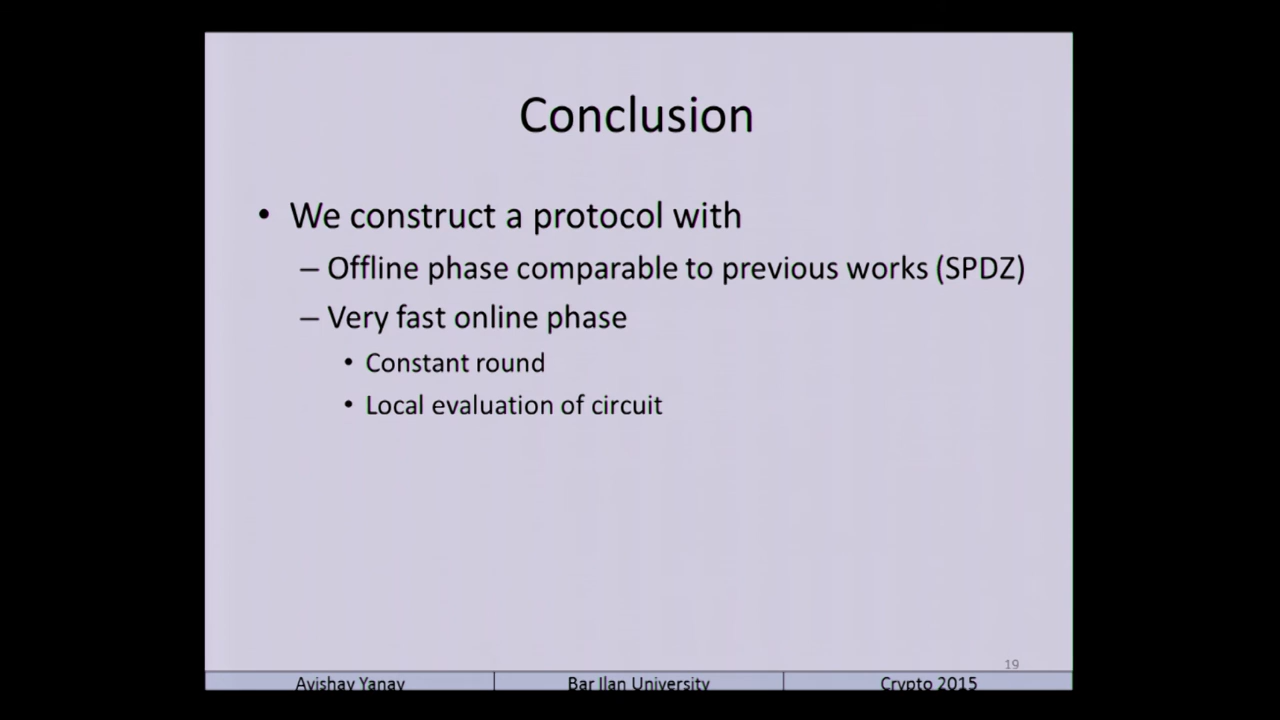 Conclusion
• We construct a protocol with
– Offline phase comparable to previous works (SPDZ)
– Very fast online phase
• Constant round
• Local evaluation of circuit
19
Avishay Yanay
Bar Ilan University
Crypto 2015